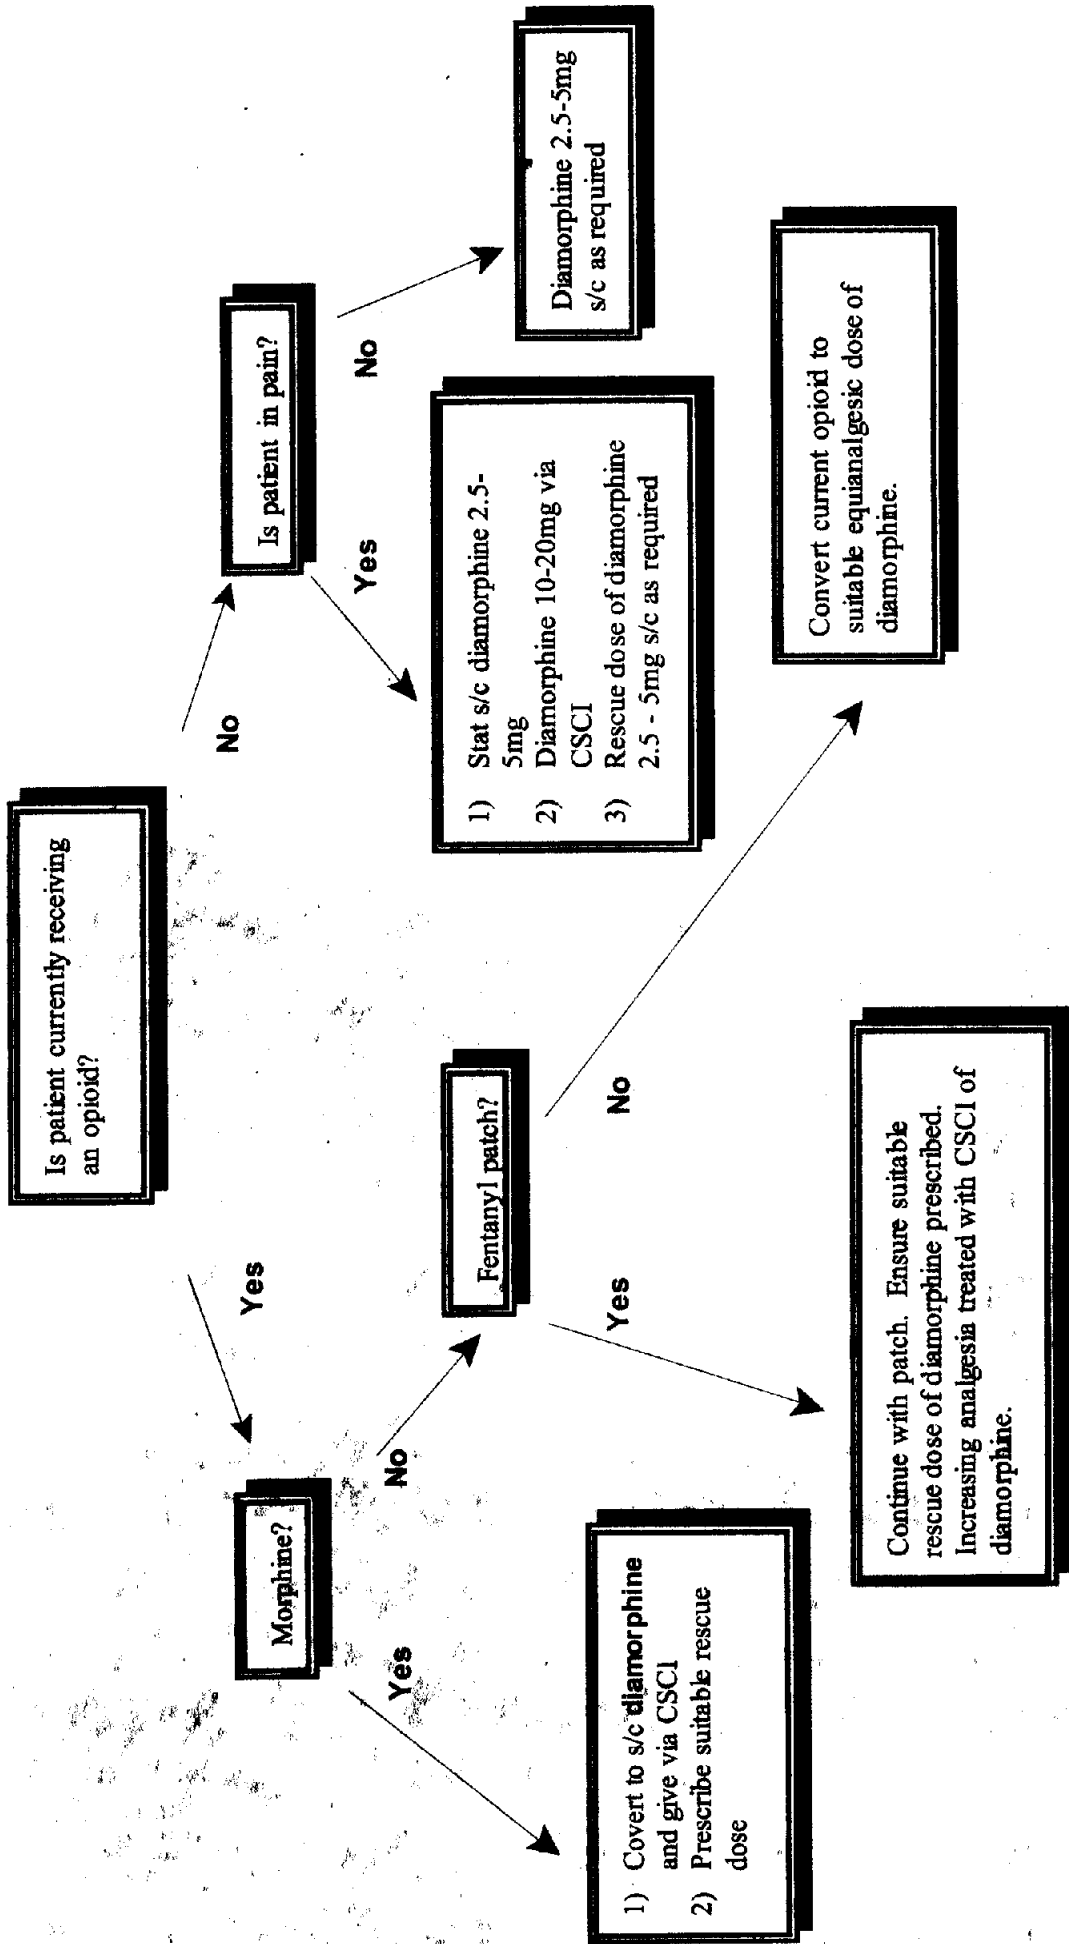 Is patient currently receiving
an opioid?
Yes
No
Morphine?
Is patient in pain?
Yes
No
Yes
No
Fentanyl patch?
1) Stat s/c diamorphine 2.5-
5mg
2) Diamorphine 10-20mg via
CSCI
3) Rescue dose of diamorphine
2.5 - 5mg s/c as required
Diamorphine 2.5-5mg
s/c as required
Yes
No
1) Covert to s/c diamorphine
and give via CSCI
2) Prescribe suitable rescue
dose
Continue with patch. Ensure suitable
rescue dose of diamorphine prescribed.
Increasing analgesia treated with CSCI of
diamorphine.
Convert current opioid to
suitable equianalgesic dose of
diamorphine.